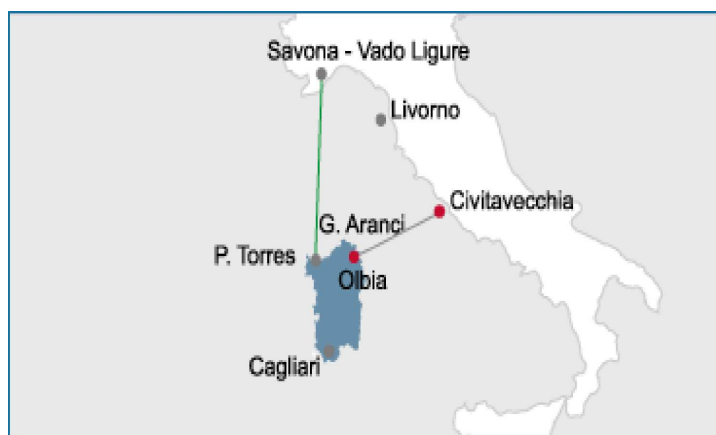 Savona - Vado Ligure
Livorno
Civitavecchia
G. Aranci
P. Torres
Olbia
Cagliari